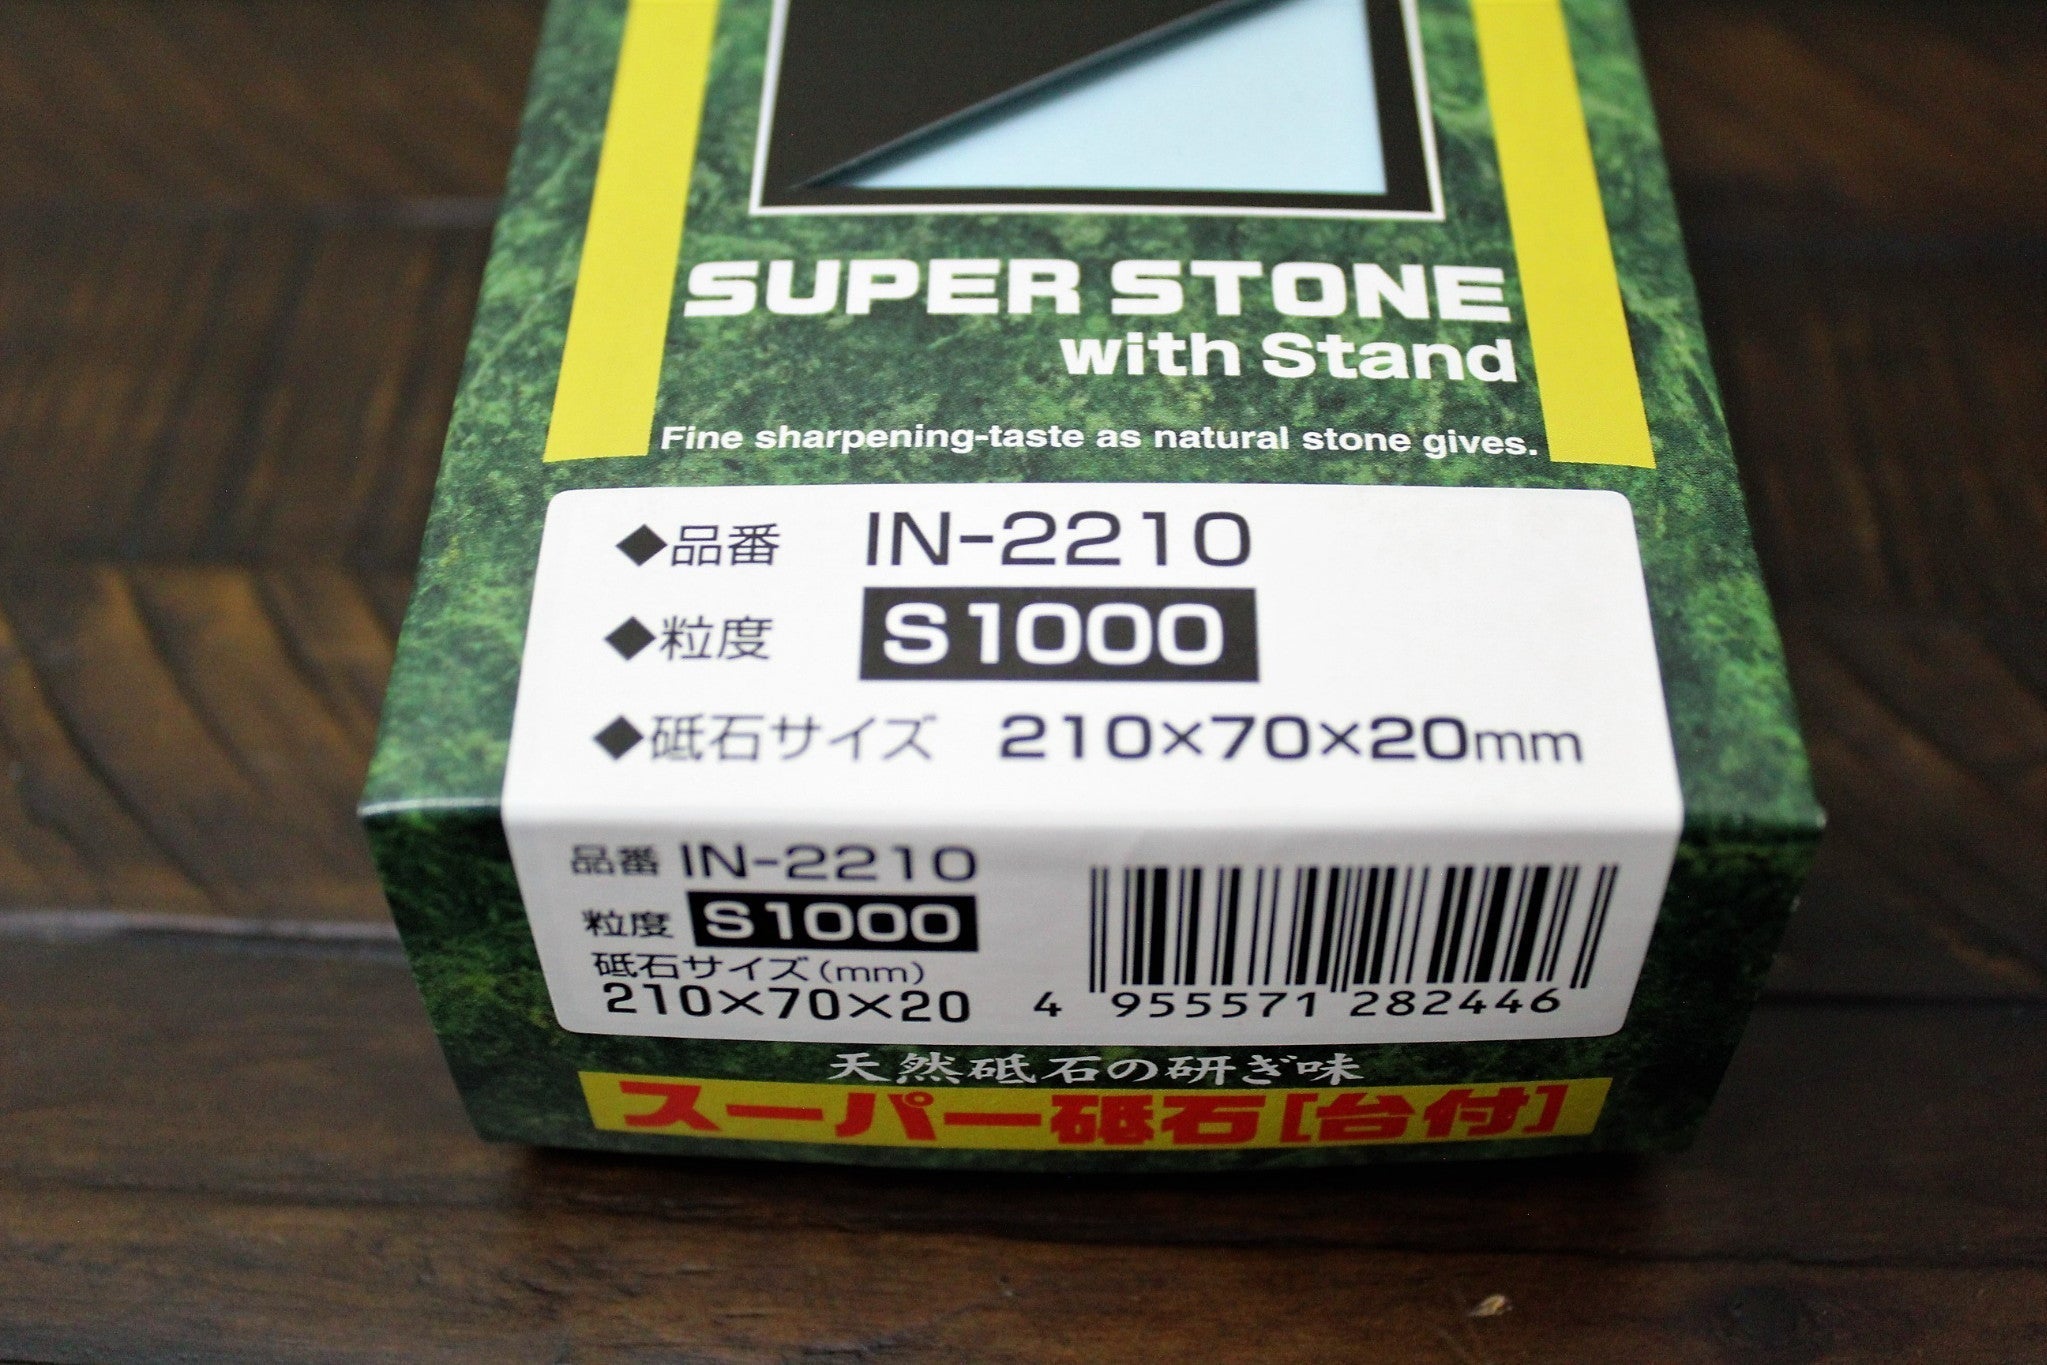 SUPER STONE
with Stand
Fine sharpening-taste as natural stone gives.
◆品番 IN-2210
◆粒度 S1000
◆砥石サイズ 210×70×20mm
品番 IN-2210
粒度 S1000
砥石サイズ(mm)
210×70×20
4 955571 282446
天然砥石の研ぎ味
スーパー砥石[台付]